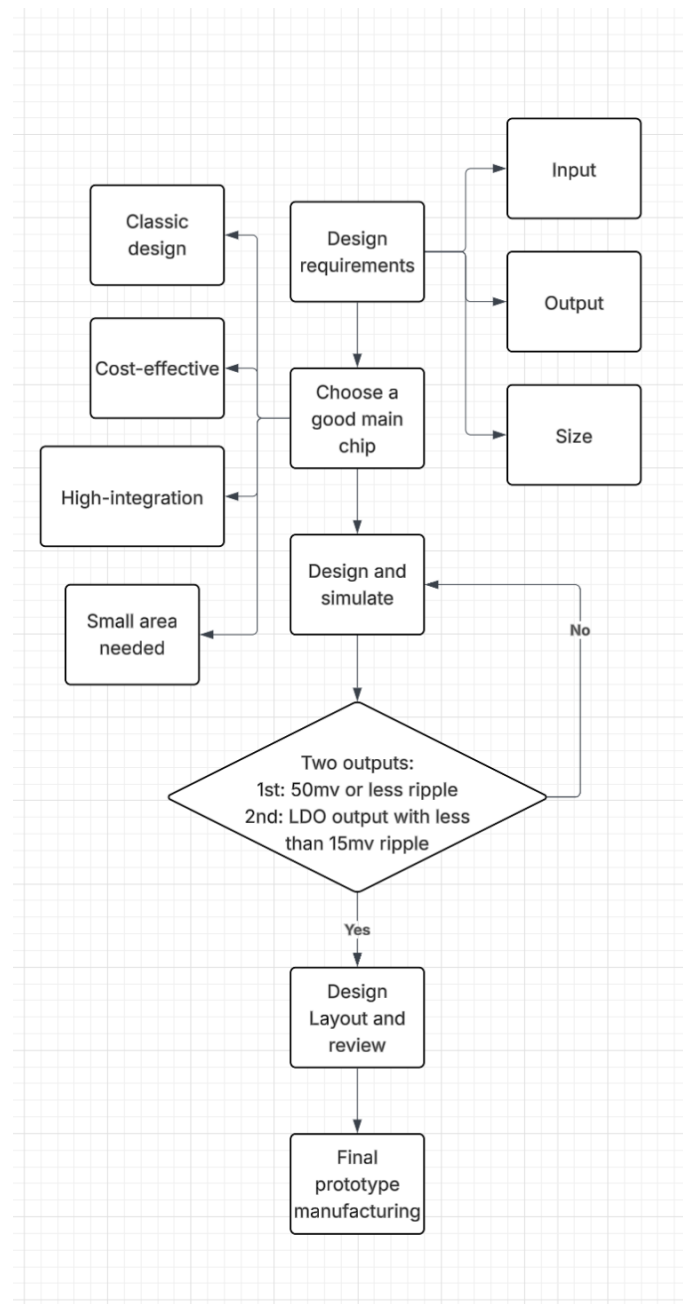 Input
Classic
design
Design
requirements
Output
Cost-effective
Choose a
good main
chip
Size
High-integration
Design and
simulate
Small area
needed
No
Two outputs:
1st: 50mv or less ripple
2nd: LDO output with less
than 15mv ripple
Yes
Design
Layout and
review
Final
prototype
manufacturing